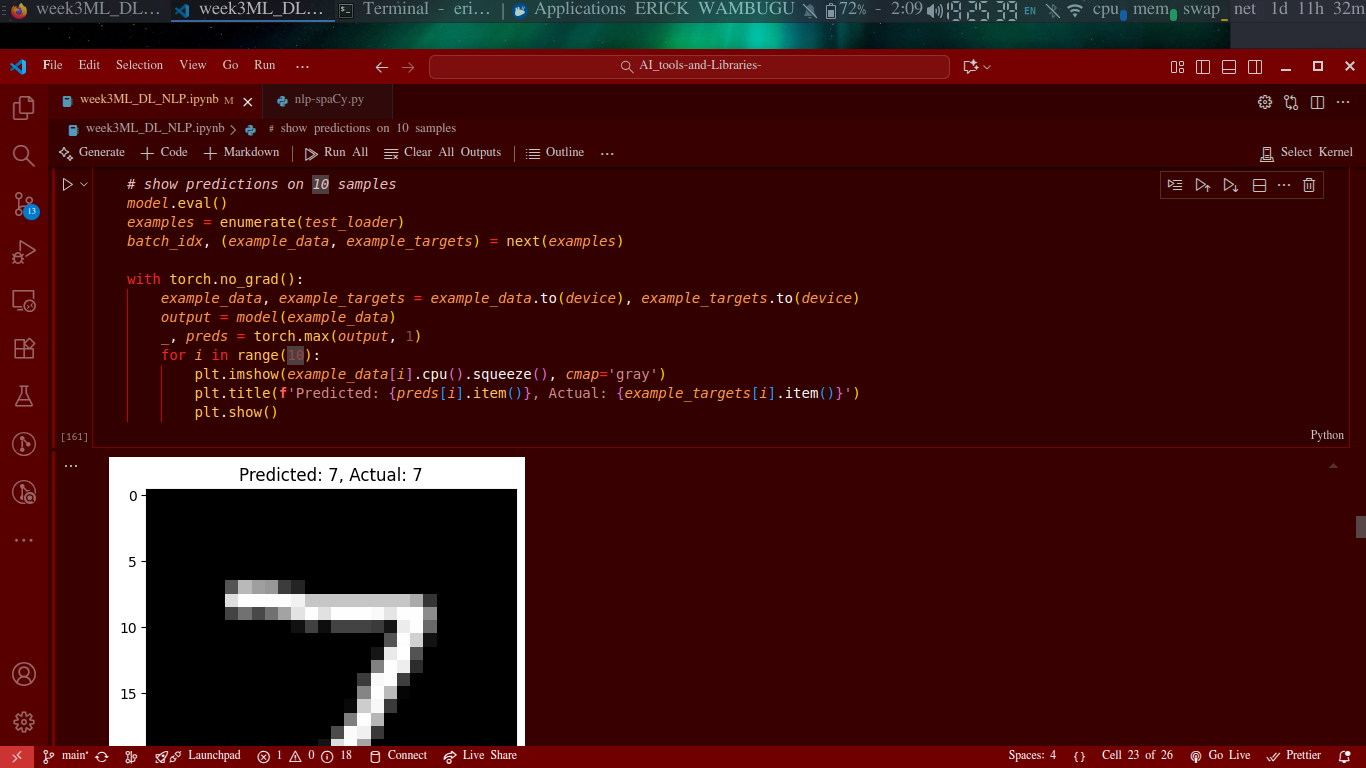 week3ML_DL… week3ML_DL… Terminal - eri… Applications ERICK WAMBUGU 72% - 2:09 19 25 39 EN cpu mem swap net 1d 11h 32m
File Edit Selection View Go Run ··· AI_tools-and-Libraries-
week3ML_DL_NLP.ipynb M nlp-spaCy.py
week3ML_DL_NLP.ipynb > # show predictions on 10 samples
Generate + Code + Markdown Run All Clear All Outputs Outline ··· Select Kernel
# show predictions on 10 samples
model.eval()
examples = enumerate(test_loader)
batch_idx, (example_data, example_targets) = next(examples)
with torch.no_grad():
example_data, example_targets = example_data.to(device), example_targets.to(device)
output = model(example_data)
_, preds = torch.max(output, 1)
for i in range(10):
plt.imshow(example_data[i].cpu().squeeze(), cmap='gray')
plt.title(f'Predicted: {preds[i].item()}, Actual: {example_targets[i].item()}')
plt.show()
[161] Python
13
Predicted: 7, Actual: 7
0
5
10
15
main* Launchpad 1 0 18 Connect Live Share Spaces: 4 {} Cell 23 of 26 Go Live Prettier